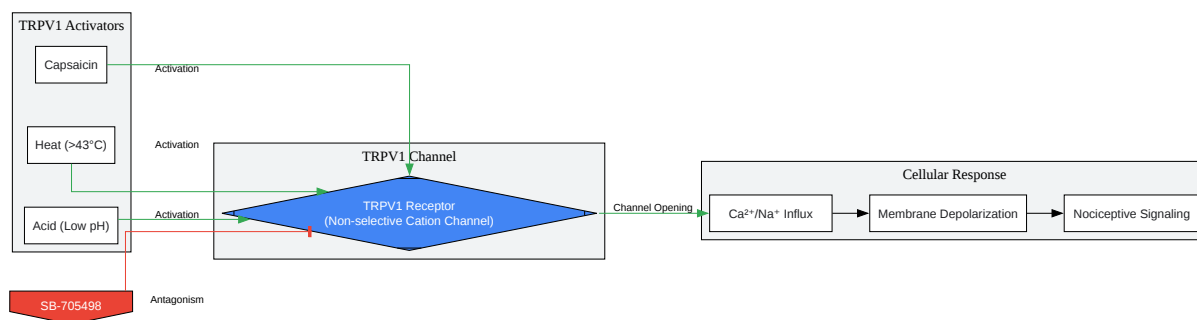 TRPV1 Activators
Capsaicin
Activation
Heat (>43°C)
Activation
Acid (Low pH)
Activation
SB-705498
Antagonism
TRPV1 Channel
TRPV1 Receptor
(Non-selective Cation Channel)
Channel Opening
Cellular Response
Ca²⁺/Na⁺ Influx
Membrane Depolarization
Nociceptive Signaling